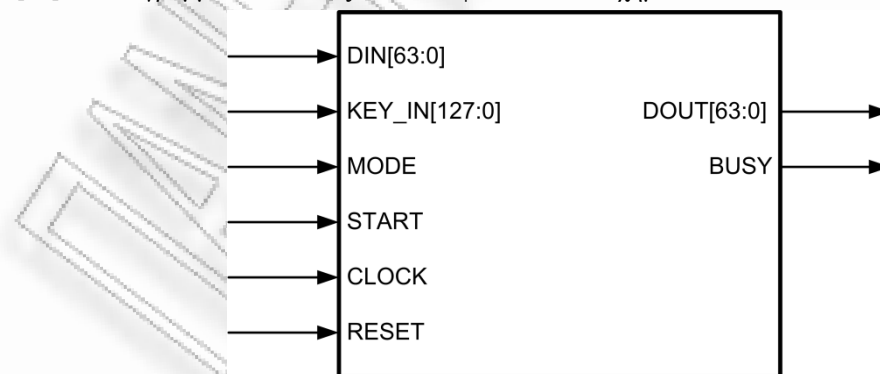 DIN[63:0]
KEY_IN[127:0] DOUT[63:0]
MODE BUSY
START
CLOCK
RESET